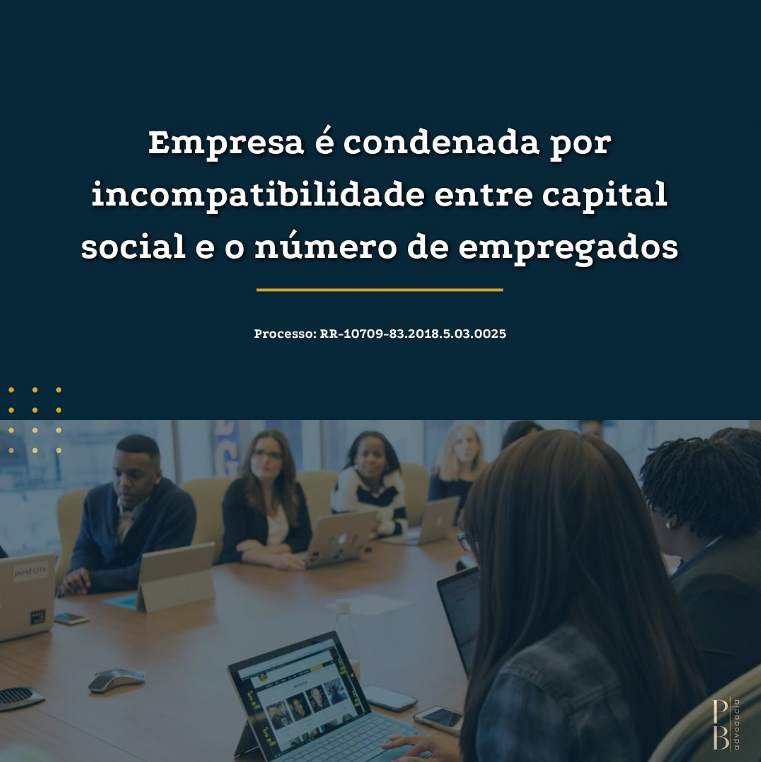 Empresa é condenada por
incompatibilidade entre capital
social e o número de empregados
Processo: RR-10709-83.2018.5.03.0025
P
B